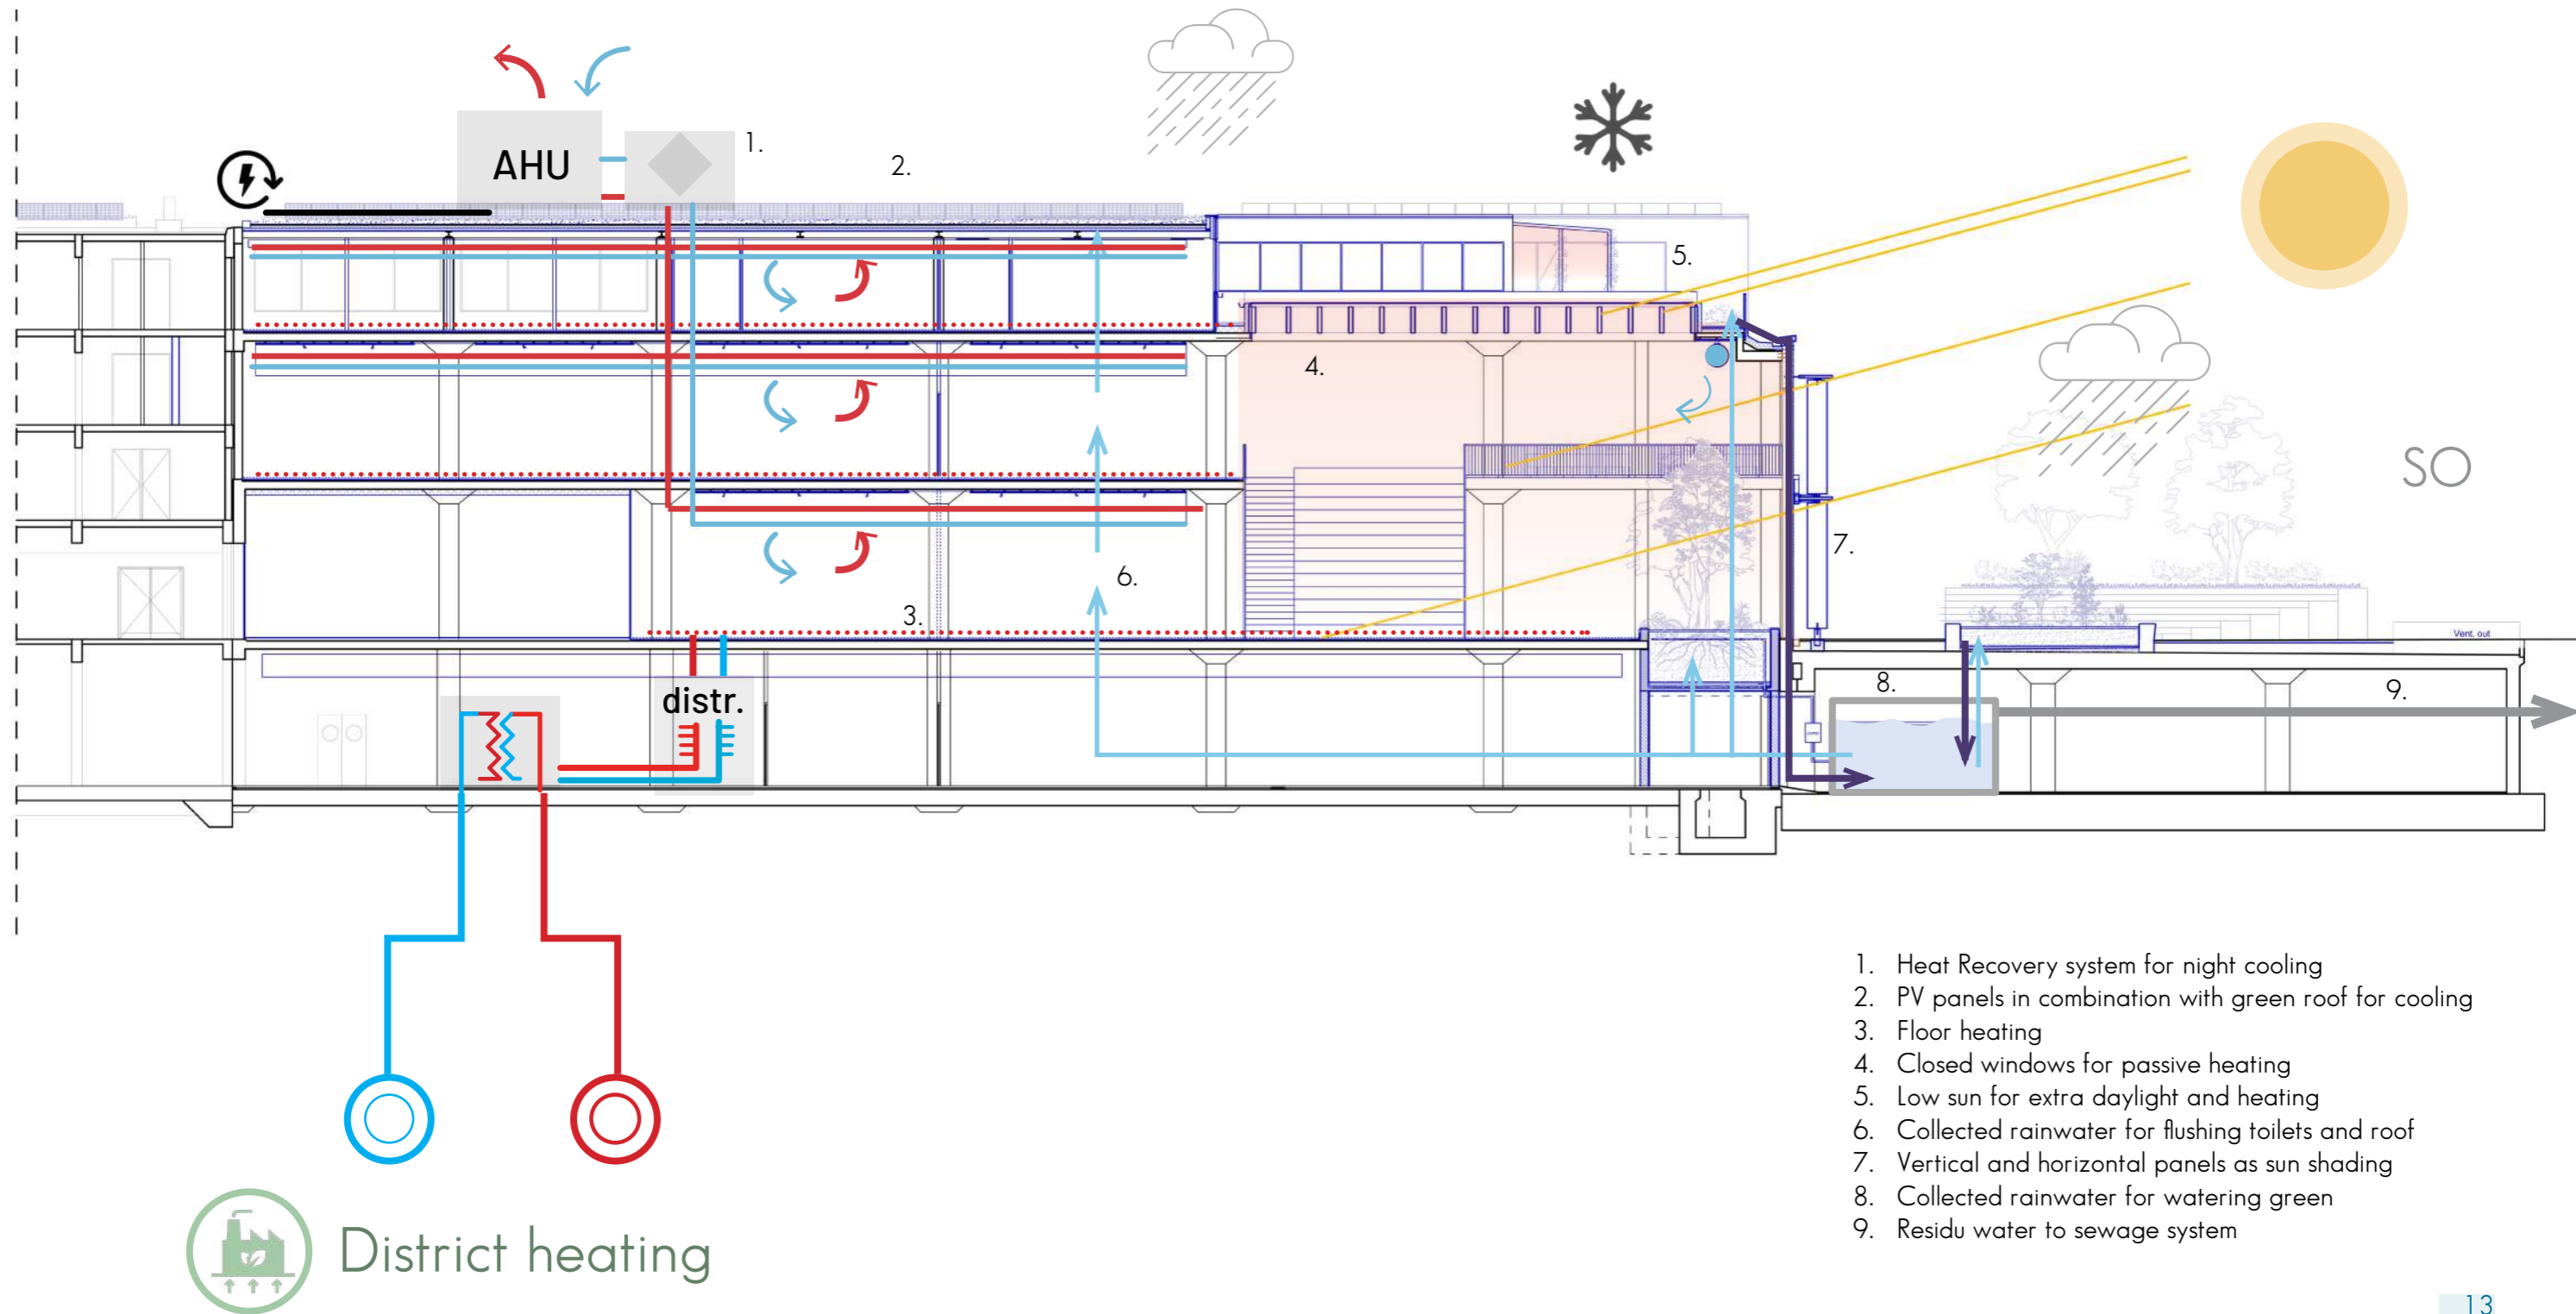 AHU
1.
2.
5.
4.
SO
7.
6.
3.
Vent. out
distr.
8.
9.
1. Heat Recovery system for night cooling
2. PV panels in combination with green roof for cooling
3. Floor heating
4. Closed windows for passive heating
5. Low sun for extra daylight and heating
6. Collected rainwater for flushing toilets and roof
7. Vertical and horizontal panels as sun shading
8. Collected rainwater for watering green
9. Residu water to sewage system
District heating
13